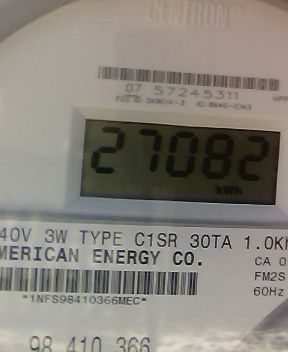 CENTRON®
07 57245311
27082
kWh
40V 3W TYPE C1SR 30TA 1.0K
MERICAN ENERGY CO.
CA 0
FM2S
60Hz
*1NFS98410366MEC*
98 410 366